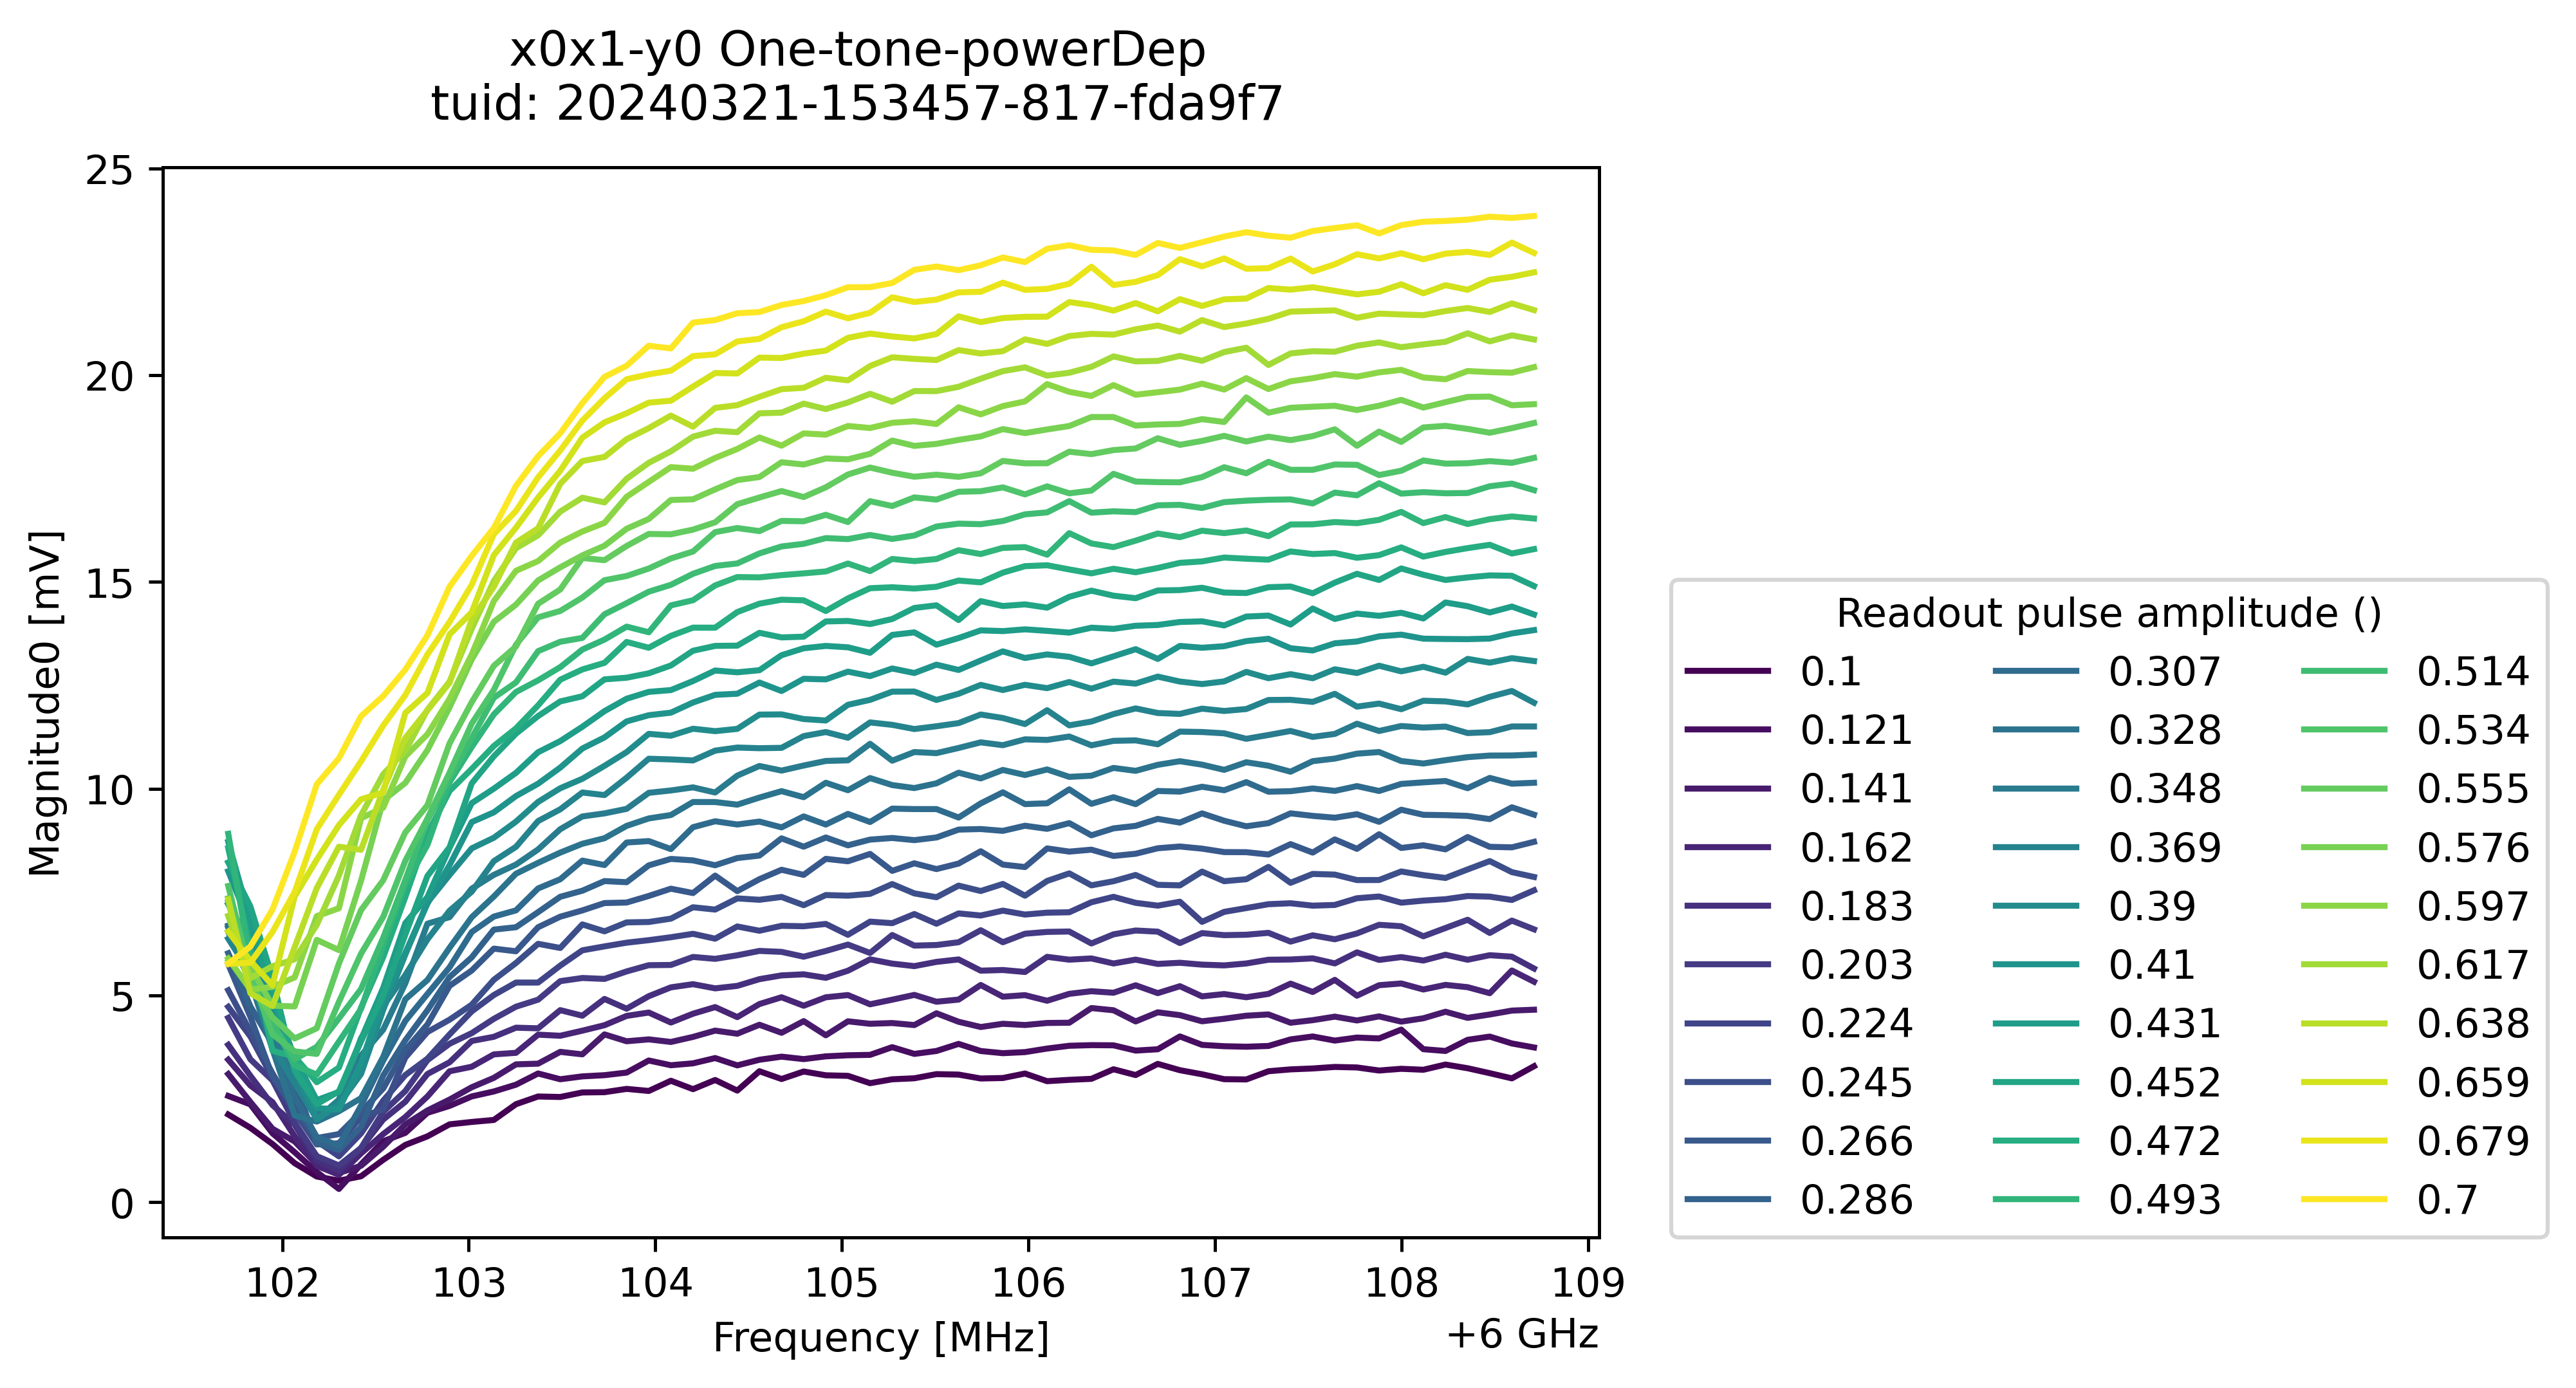 x0x1-y0 One-tone-powerDep
tuid: 20240321-153457-817-fda9f7
25
20
15
10
5
0
Magnitude0 [mV]
102 103 104 105 106 107 108 109
Frequency [MHz]
+6 GHz
Readout pulse amplitude ()
0.1 0.307 0.514
0.121 0.328 0.534
0.141 0.348 0.555
0.162 0.369 0.576
0.183 0.39 0.597
0.203 0.41 0.617
0.224 0.431 0.638
0.245 0.452 0.659
0.266 0.472 0.679
0.286 0.493 0.7